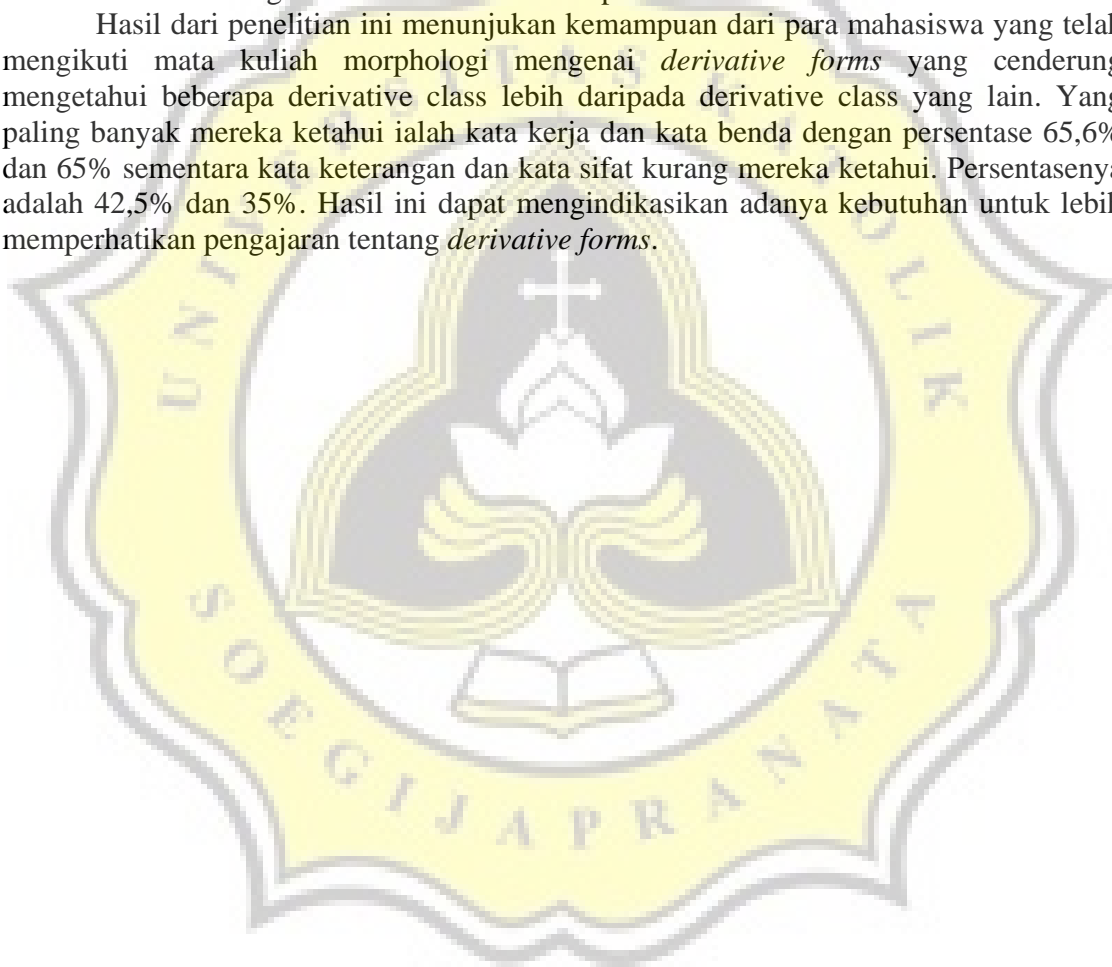 Hasil dari penelitian ini menunjukan kemampuan dari para mahasiswa yang telah
mengikuti mata kuliah morphologi mengenai derivative forms yang cenderung
mengetahui beberapa derivative class lebih daripada derivative class yang lain. Yang
paling banyak mereka ketahui ialah kata kerja dan kata benda dengan persentase 65,6%
dan 65% sementara kata keterangan dan kata sifat kurang mereka ketahui. Persentasenya
adalah 42,5% dan 35%. Hasil ini dapat mengindikasikan adanya kebutuhan untuk lebih
memperhatikan pengajaran tentang derivative forms.
UNIVERSITAS KATOLIK
SOEGIJAPRANATA